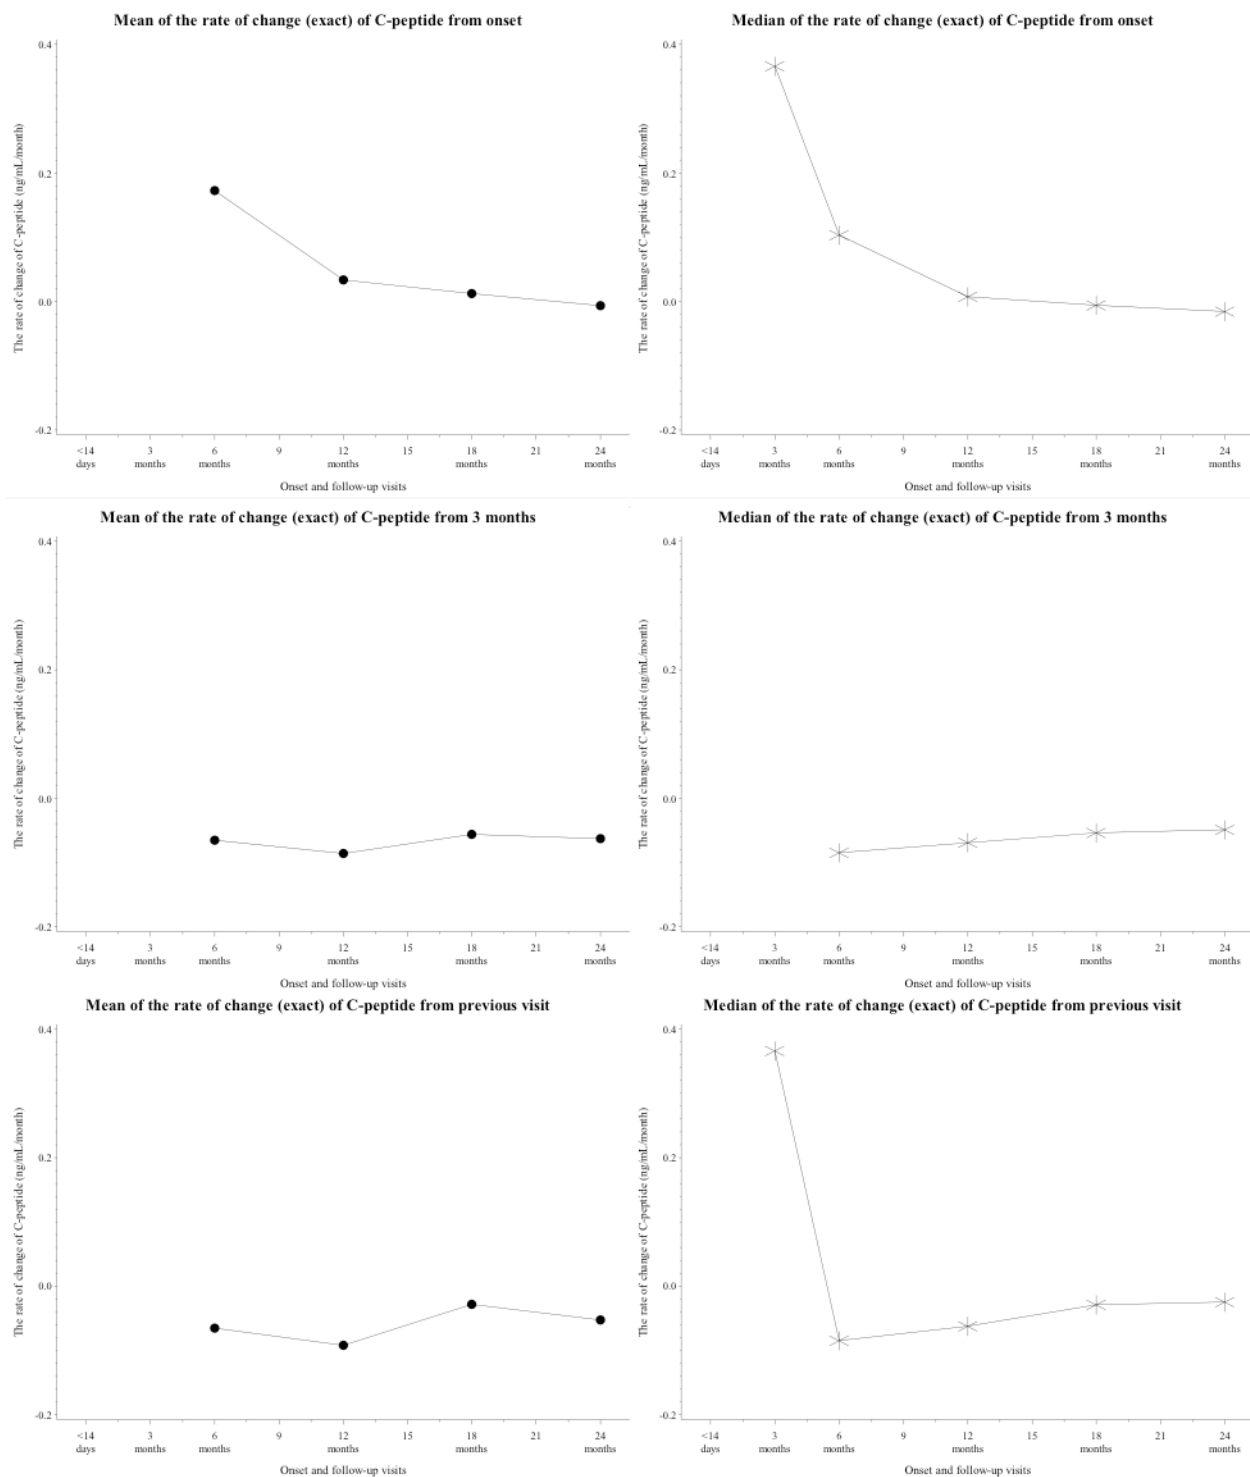 Mean of the rate of change (exact) of C-peptide from onset
0.4
0.2
0.0
-0.2
The rate of change of C-peptide (ng/mL/month)
<14 days
3 months
6 months
9
12 months
15
18 months
21
24 months
Onset and follow-up visits
Median of the rate of change (exact) of C-peptide from onset
0.4
0.2
0.0
-0.2
The rate of change of C-peptide (ng/mL/month)
<14 days
3 months
6 months
9
12 months
15
18 months
21
24 months
Onset and follow-up visits
Mean of the rate of change (exact) of C-peptide from 3 months
0.4
0.2
0.0
-0.2
The rate of change of C-peptide (ng/mL/month)
<14 days
3 months
6 months
9
12 months
15
18 months
21
24 months
Onset and follow-up visits
Median of the rate of change (exact) of C-peptide from 3 months
0.4
0.2
0.0
-0.2
The rate of change of C-peptide (ng/mL/month)
<14 days
3 months
6 months
9
12 months
15
18 months
21
24 months
Onset and follow-up visits
Mean of the rate of change (exact) of C-peptide from previous visit
0.4
0.2
0.0
-0.2
The rate of change of C-peptide (ng/mL/month)
<14 days
3 months
6 months
9
12 months
15
18 months
21
24 months
Onset and follow-up visits
Median of the rate of change (exact) of C-peptide from previous visit
0.4
0.2
0.0
-0.2
The rate of change of C-peptide (ng/mL/month)
<14 days
3 months
6 months
9
12 months
15
18 months
21
24 months
Onset and follow-up visits